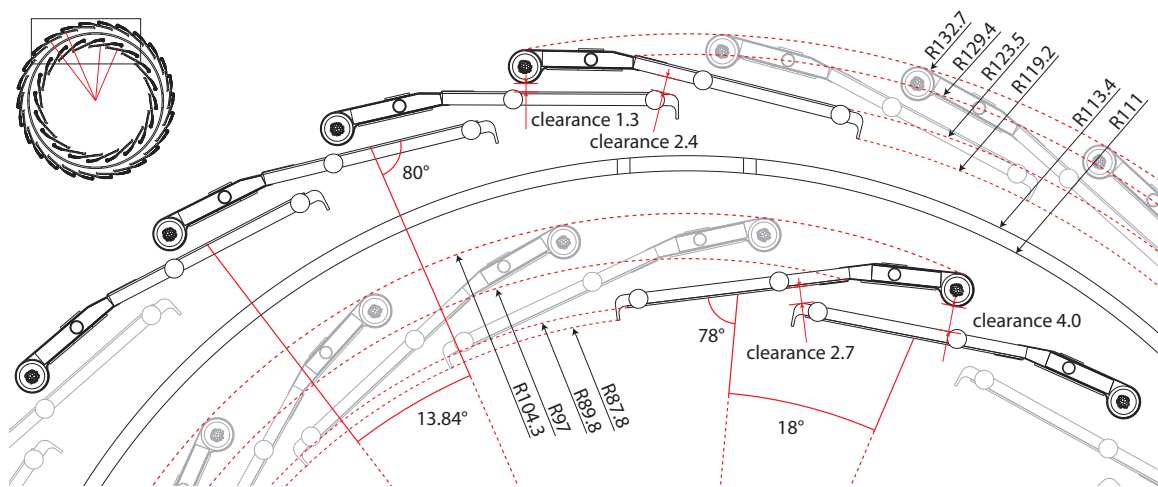 R132.7
R129.4
R123.5
R119.2
R113.4
R111
clearance 1.3
clearance 2.4
80°
clearance 4.0
78°
clearance 2.7
R104.3
R97
R89.8
R87.8
13.84°
18°